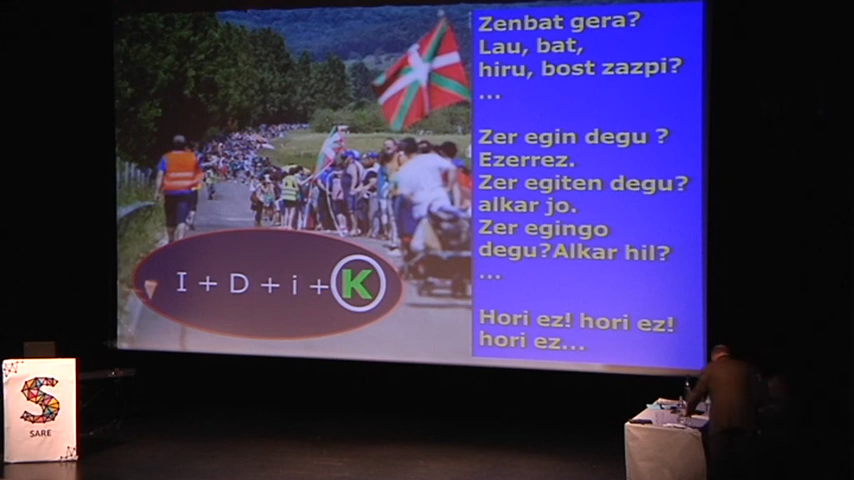 Zenbat gera?
Lau, bat,
hiru, bost zazpi?
...
Zer egin degu ?
Ezerrez.
Zer egiten degu?
alkar jo.
Zer egingo
degu?Alkar hil?
...
Hori ez! hori ez!
hori ez...
I + D + i + K
S
SARE